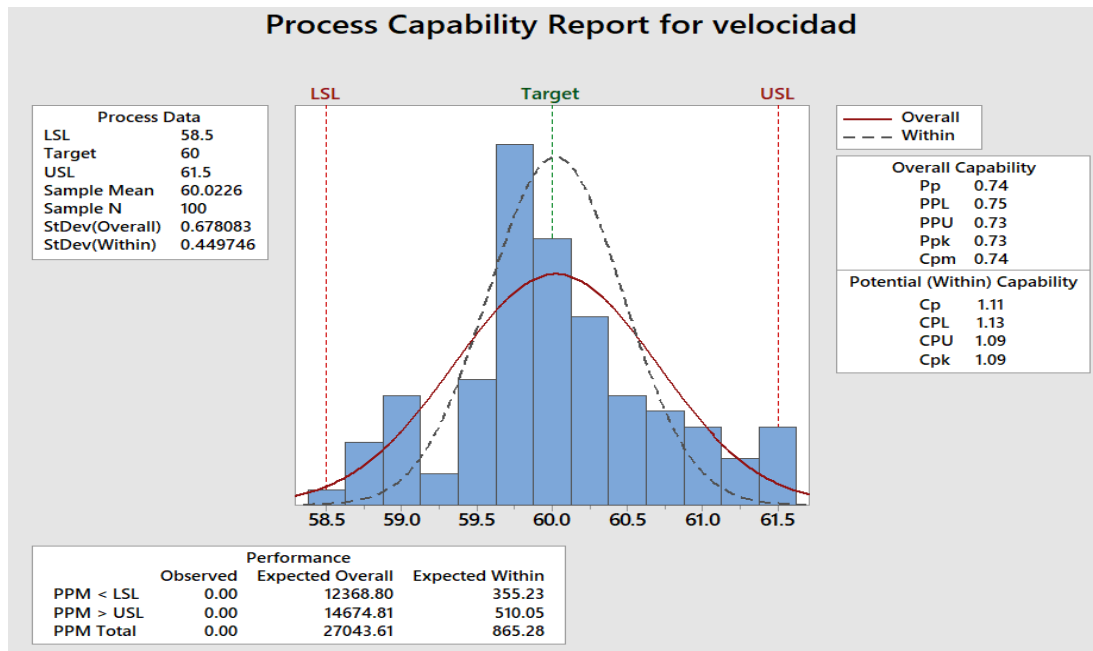 Process Capability Report for velocidad
LSL Target USL
Process Data
LSL 58.5
Target 60
USL 61.5
Sample Mean 60.0226
Sample N 100
StDev(Overall) 0.678083
StDev(Within) 0.449746
Overall
Within
Overall Capability
Pp 0.74
PPL 0.75
PPU 0.73
Ppk 0.73
Cpm 0.74
Potential (Within) Capability
Cp 1.11
CPL 1.13
CPU 1.09
Cpk 1.09
58.5 59.0 59.5 60.0 60.5 61.0 61.5
Performance
Observed Expected Overall Expected Within
PPM < LSL 0.00 12368.80 355.23
PPM > USL 0.00 14674.81 510.05
PPM Total 0.00 27043.61 865.28